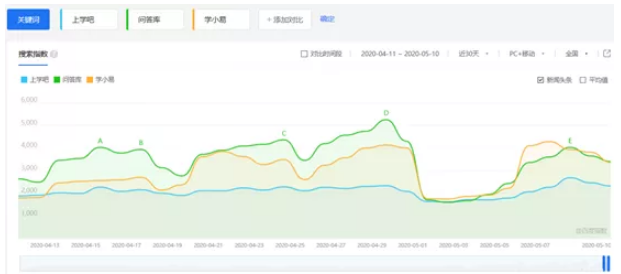 关键词 上学吧 问答库 学小易 +添加对比 确定
搜索指数 对比时间段 2020-04-11 ~ 2020-05-10 近30天 PC+移动 全国
上学吧 问答库 学小易 新闻头条 平均值
6,000
5,000
4,000
3,000
2,000
1,000
A B C D E
2020-04-13 2020-04-15 2020-04-17 2020-04-19 2020-04-21 2020-04-23 2020-04-25 2020-04-27 2020-04-29 2020-05-01 2020-05-03 2020-05-05 2020-05-07 2020-05-10